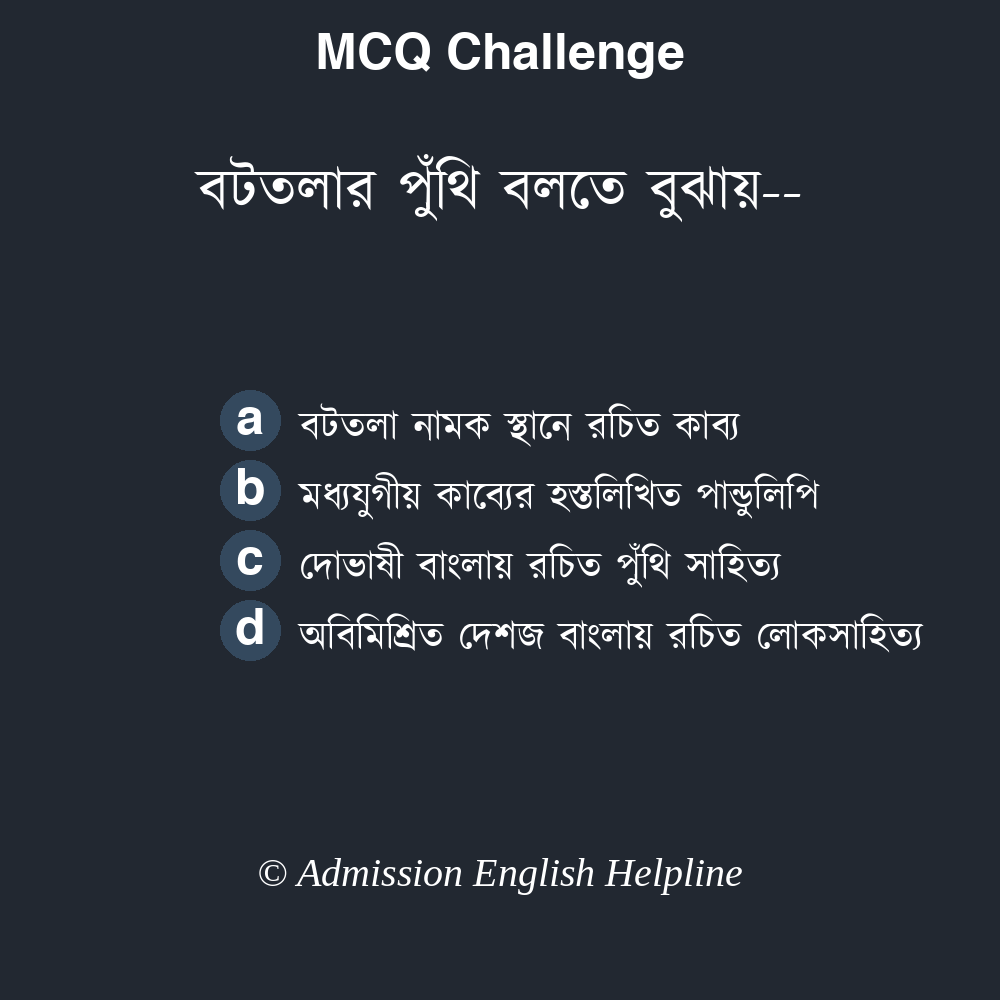 MCQ Challenge
বটতলার পুঁথি বলতে বুঝায়--
a বটতলা নামক স্থানে রচিত কাব্য
b মধ্যযুগীয় কাব্যের হস্তলিখিত পান্ডুলিপি
c দোভাষী বাংলায় রচিত পুঁথি সাহিত্য
d অবিমিশ্রিত দেশজ বাংলায় রচিত লোকসাহিত্য
© Admission English Helpline